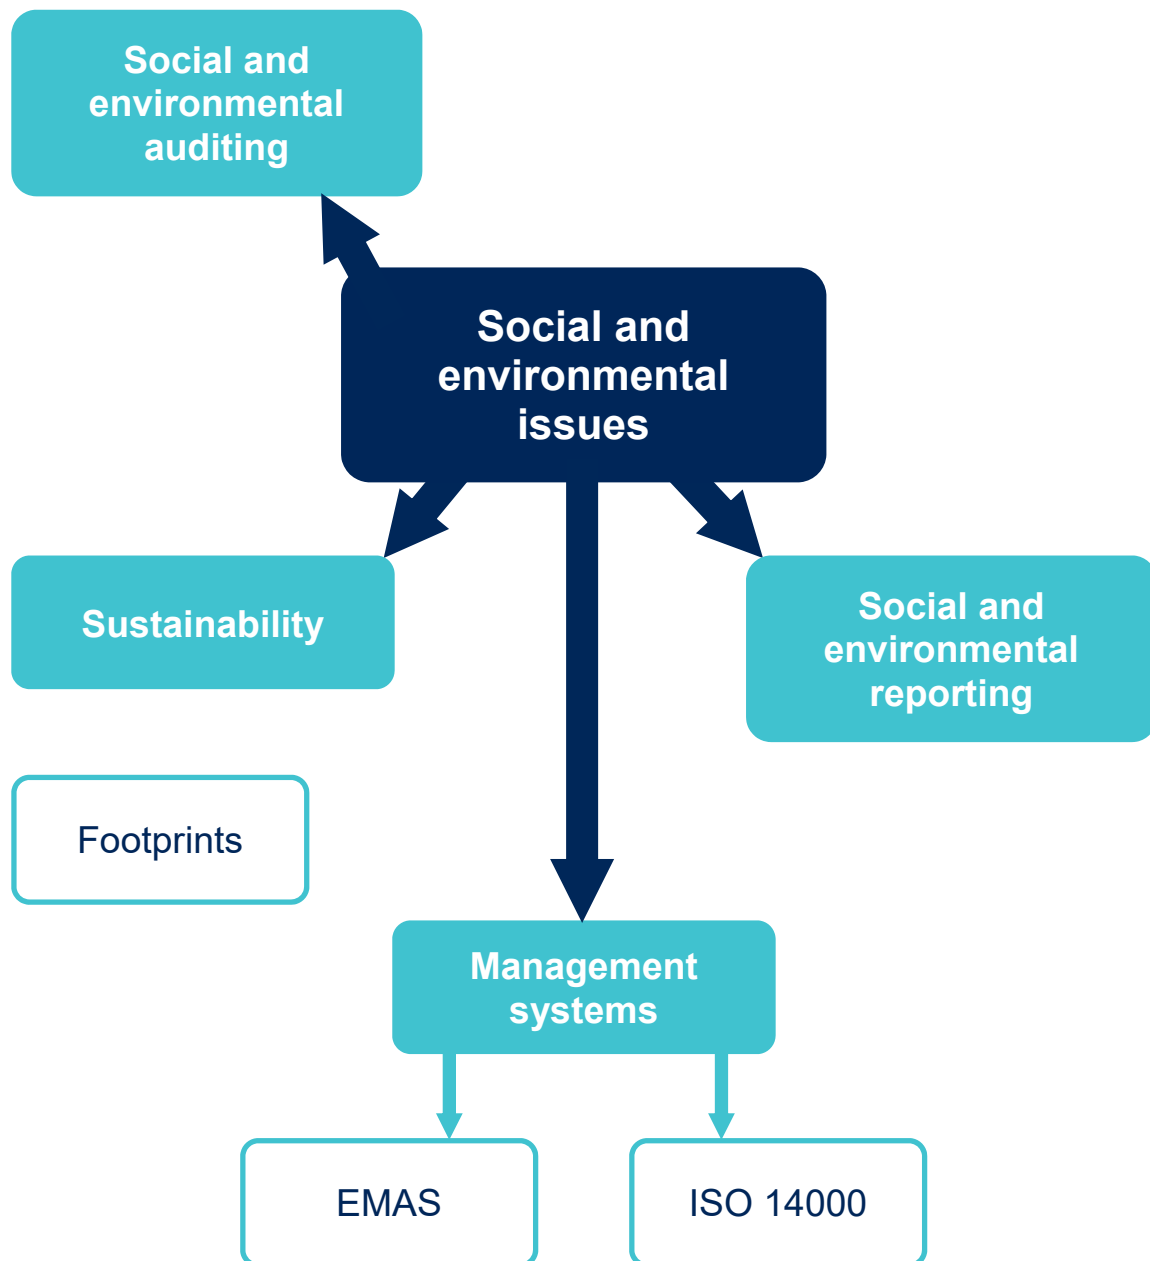 Social and
environmental
auditing
Social and
environmental
issues
Sustainability
Social and
environmental
reporting
Footprints
Management
systems
EMAS
ISO 14000